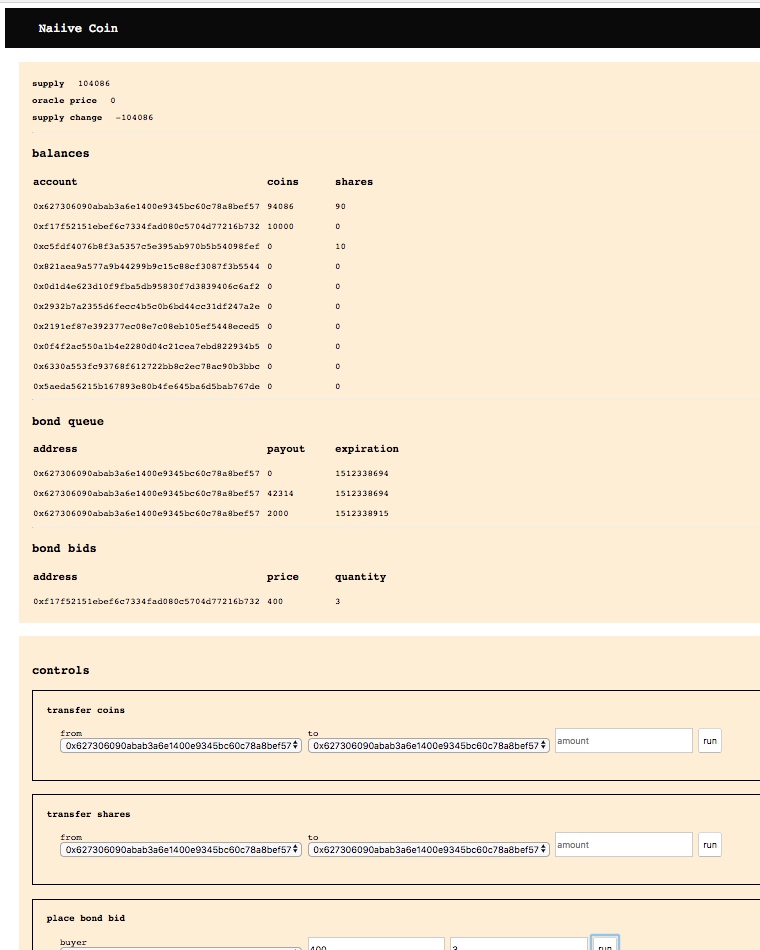 Naiive Coin
supply 104086
oracle price 0
supply change -104086
balances
account coins shares
0x627306090abab3a6e1400e9345bc60c78a8bef57 94086 90
0xf17f52151ebef6c7334fad080c5704d77216b732 10000 0
0xc5fdf4076b8f3a5357c5e395ab970b5b54098fef 0 10
0x821aea9a577a9b44299b9c15c88cf3087f3b5544 0 0
0x0d1d4e623d10f9fba5db95830f7d3839406c6af2 0 0
0x2932b7a2355d6fecc4b5c0b6bd44cc31df247a2e 0 0
0x2191ef87e392377ec08e7c08eb105ef5448eced5 0 0
0x0f4f2ac550a1b4e2280d04c21cea7ebd822934b5 0 0
0x6330a553fc93768f612722bb8c2ec78ac90b3bbc 0 0
0x5aeda56215b167893e80b4fe645ba6d5bab767de 0 0
bond queue
address payout expiration
0x627306090abab3a6e1400e9345bc60c78a8bef57 0 1512338694
0x627306090abab3a6e1400e9345bc60c78a8bef57 42314 1512338694
0x627306090abab3a6e1400e9345bc60c78a8bef57 2000 1512338915
bond bids
address price quantity
0xf17f52151ebef6c7334fad080c5704d77216b732 400 3
controls
transfer coins
from to
0x627306090abab3a6e1400e9345bc60c78a8bef57 0x627306090abab3a6e1400e9345bc60c78a8bef57 amount run
transfer shares
from to
0x627306090abab3a6e1400e9345bc60c78a8bef57 0x627306090abab3a6e1400e9345bc60c78a8bef57 amount run
place bond bid
buyer
400 3 run